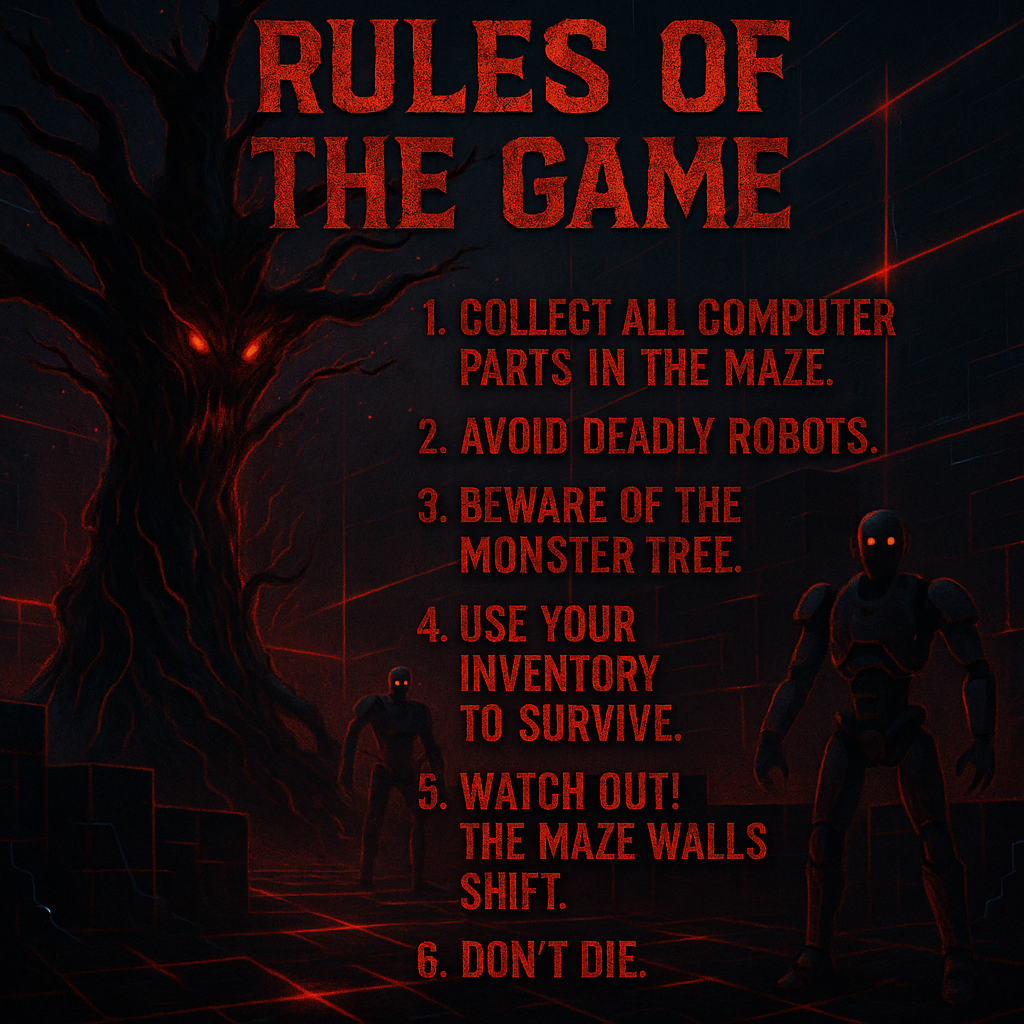 RULES OF
THE GAME
1. COLLECT ALL COMPUTER
PARTS IN THE MAZE.
2. AVOID DEADLY ROBOTS.
3. BEWARE OF THE
MONSTER TREE.
4. USE YOUR
INVENTORY
TO SURVIVE.
5. WATCH OUT!
THE MAZE WALLS
SHIFT.
6. DON'T DIE.